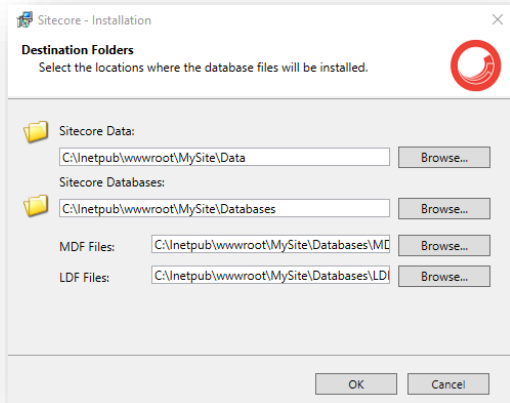 Sitecore - Installation
Destination Folders
Select the locations where the database files will be installed.
Sitecore Data:
C:\Inetpub\wwwroot\MySite\Data Browse...
Sitecore Databases:
C:\Inetpub\wwwroot\MySite\Databases Browse...
MDF Files: C:\Inetpub\wwwroot\MySite\Databases\MD Browse...
LDF Files: C:\Inetpub\wwwroot\MySite\Databases\LDI Browse...
OK Cancel